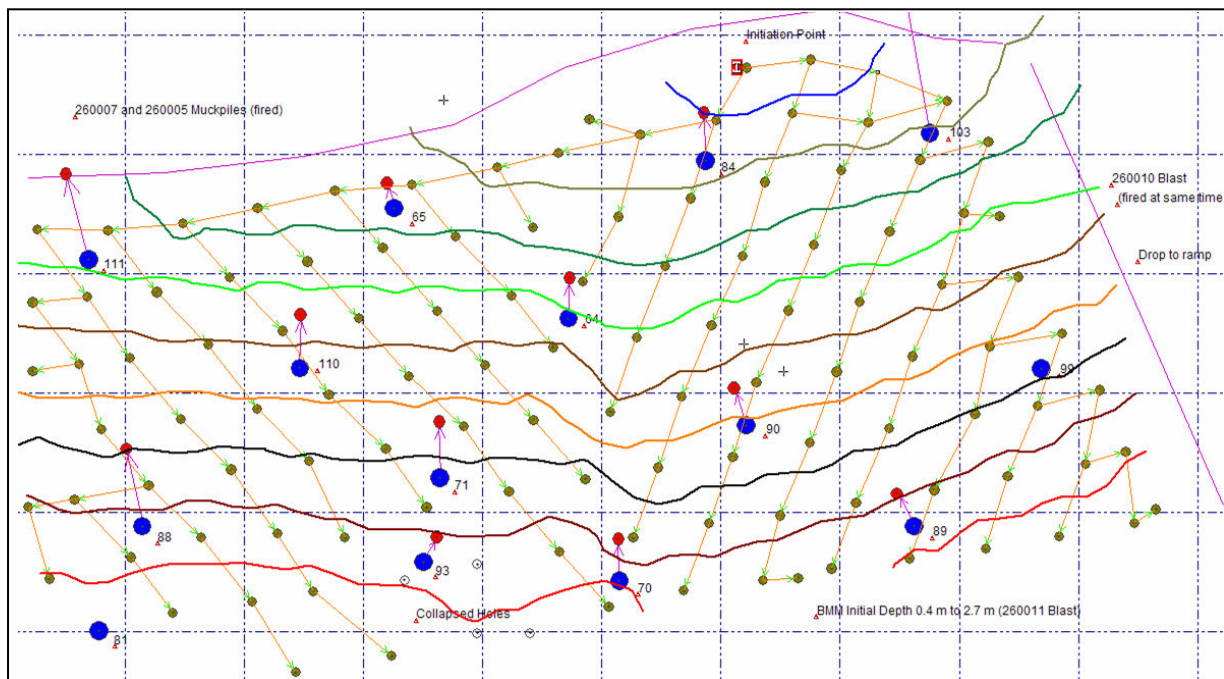 Initiation Point
260007 and 260005 Muckpiles (fired)
103
84
260010 Blast
(fired at same time
65
Drop to ramp
111
64
110
99
90
71
88
89
93
70
Collapsed Holes
BMM Initial Depth 0.4 m to 2.7 m (260011 Blast)
81